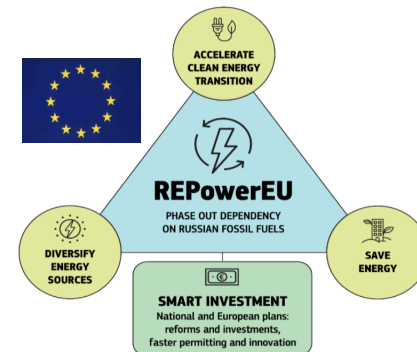 ACCELERATE
CLEAN ENERGY
TRANSITION
REPowerEU
PHASE OUT DEPENDENCY
ON RUSSIAN FOSSIL FUELS
DIVERSIFY
ENERGY
SOURCES
SAVE
ENERGY
€
SMART INVESTMENT
National and European plans:
reforms and investments,
faster permitting and innovation